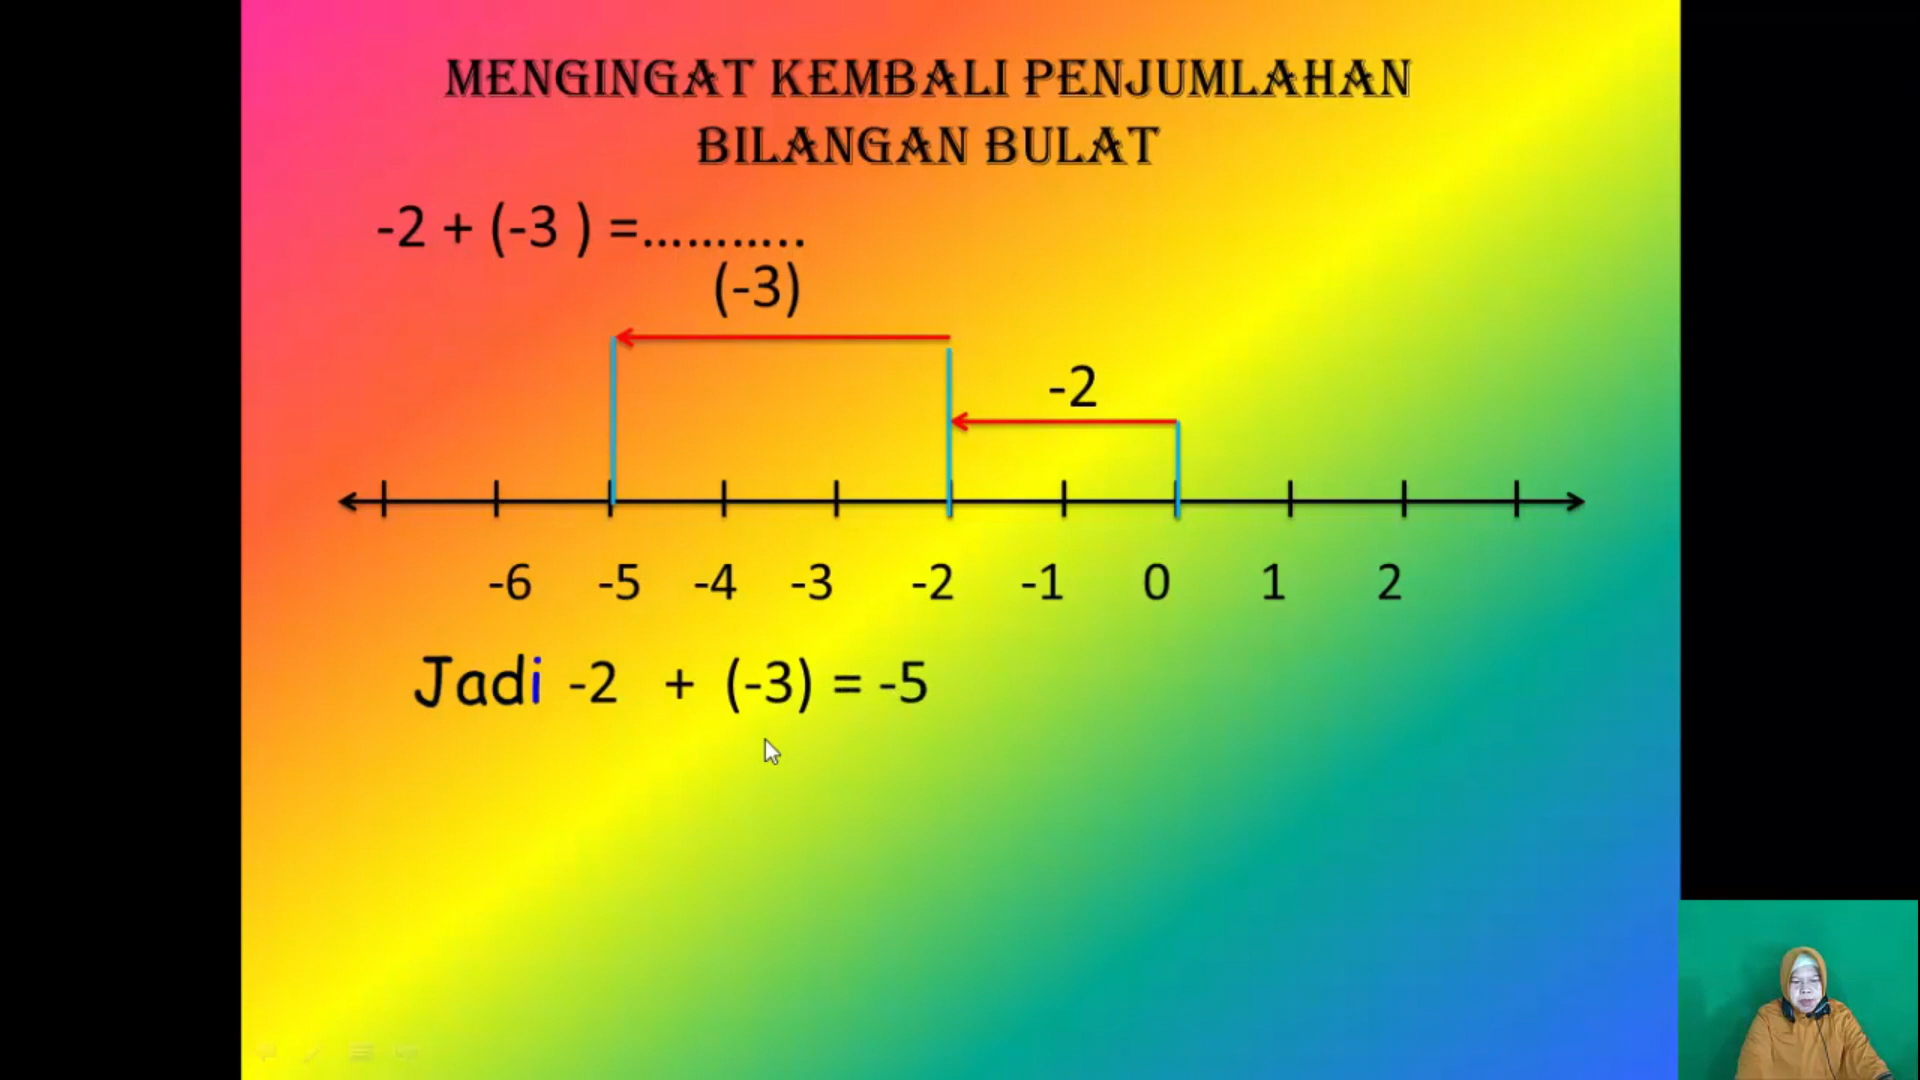 MENGINGAT KEMBALI PENJUMLAHAN
BILANGAN BULAT
-2 + (-3 ) =...........
(-3)
-2
-6 -5 -4 -3 -2 -1 0 1 2
Jadi -2 + (-3) = -5